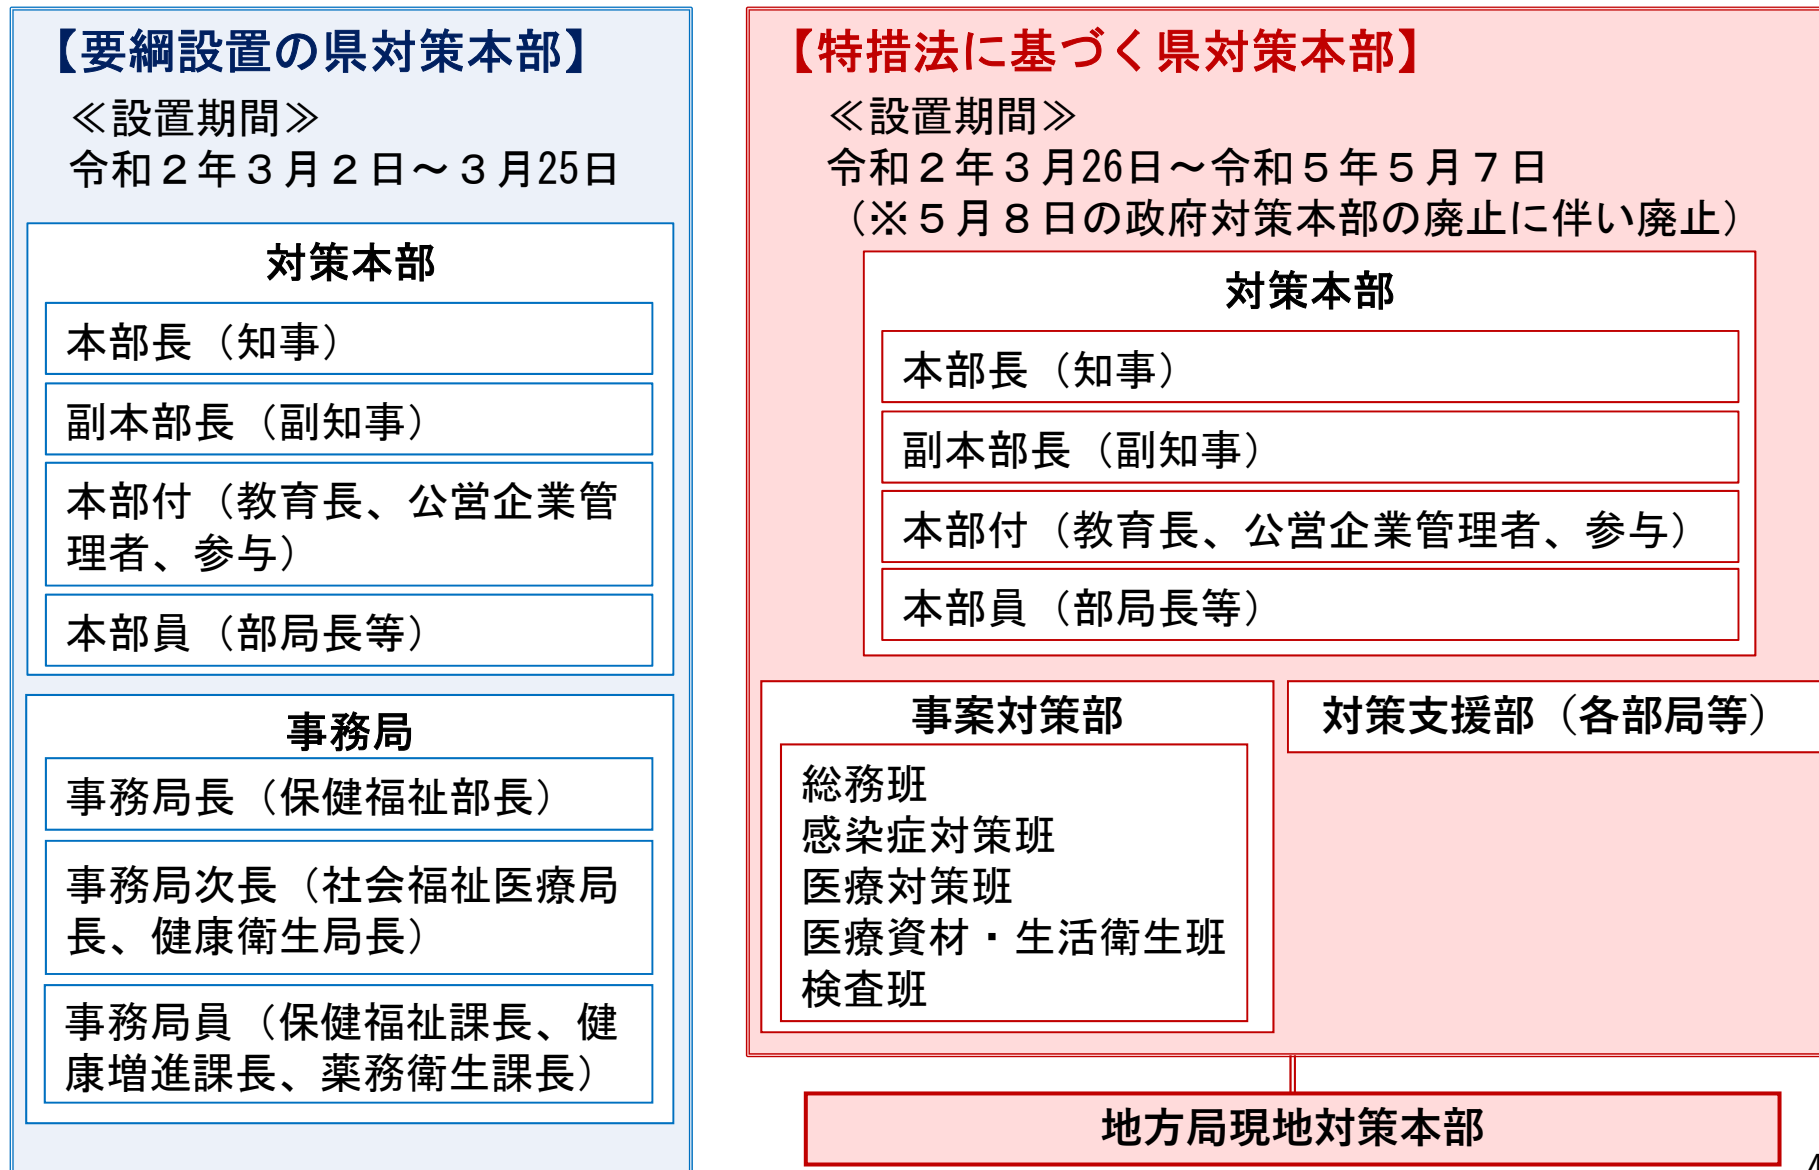 【要綱設置の県対策本部】
≪設置期間≫
令和２年３月２日～３月25日
対策本部
本部長（知事）
副本部長（副知事）
本部付（教育長、公営企業管
理者、参与）
本部員（部局長等）
事務局
事務局長（保健福祉部長）
事務局次長（社会福祉医療局
長、健康衛生局長）
事務局員（保健福祉課長、健
康増進課長、薬務衛生課長）
【特措法に基づく県対策本部】
≪設置期間≫
令和２年３月26日～令和５年５月７日
（※５月８日の政府対策本部の廃止に伴い廃止）
対策本部
本部長（知事）
副本部長（副知事）
本部付（教育長、公営企業管理者、参与）
本部員（部局長等）
事案対策部
総務班
感染症対策班
医療対策班
医療資材・生活衛生班
検査班
対策支援部（各部局等）
地方局現地対策本部